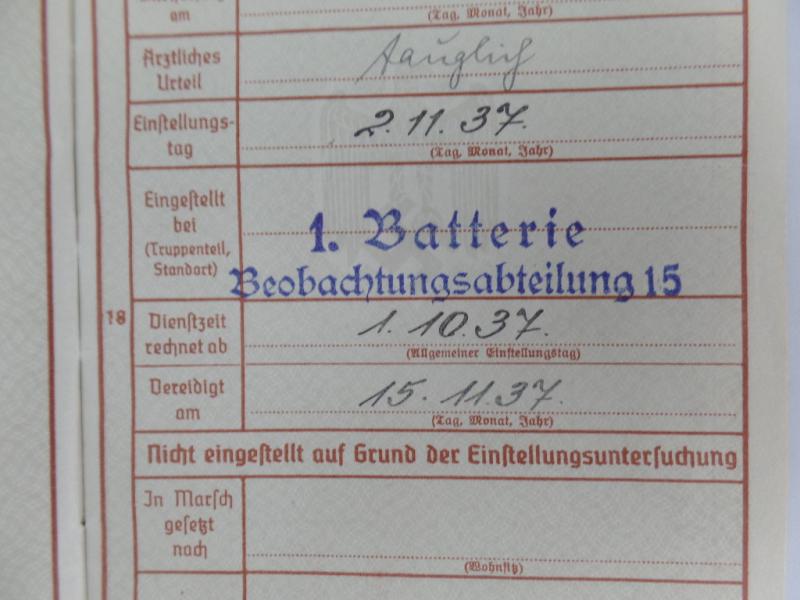 am
(Tag, Monat, Jahr)
Ärztliches
Urteil
tauglich
Einstellungs-
tag
2.11.37.
(Tag, Monat, Jahr)
Eingestellt
bei
(Truppenteil,
Standort)
1. Batterie
Beobachtungsabteilung 15
18
Dienstzeit
rechnet ab
1.10.37.
(Allgemeiner Einstellungstag)
Vereidigt
am
15.11.37.
(Tag, Monat, Jahr)
Nicht eingestellt auf Grund der Einstellungsuntersuchung
In Marsch
gesetzt
nach
(Wohnsitz)